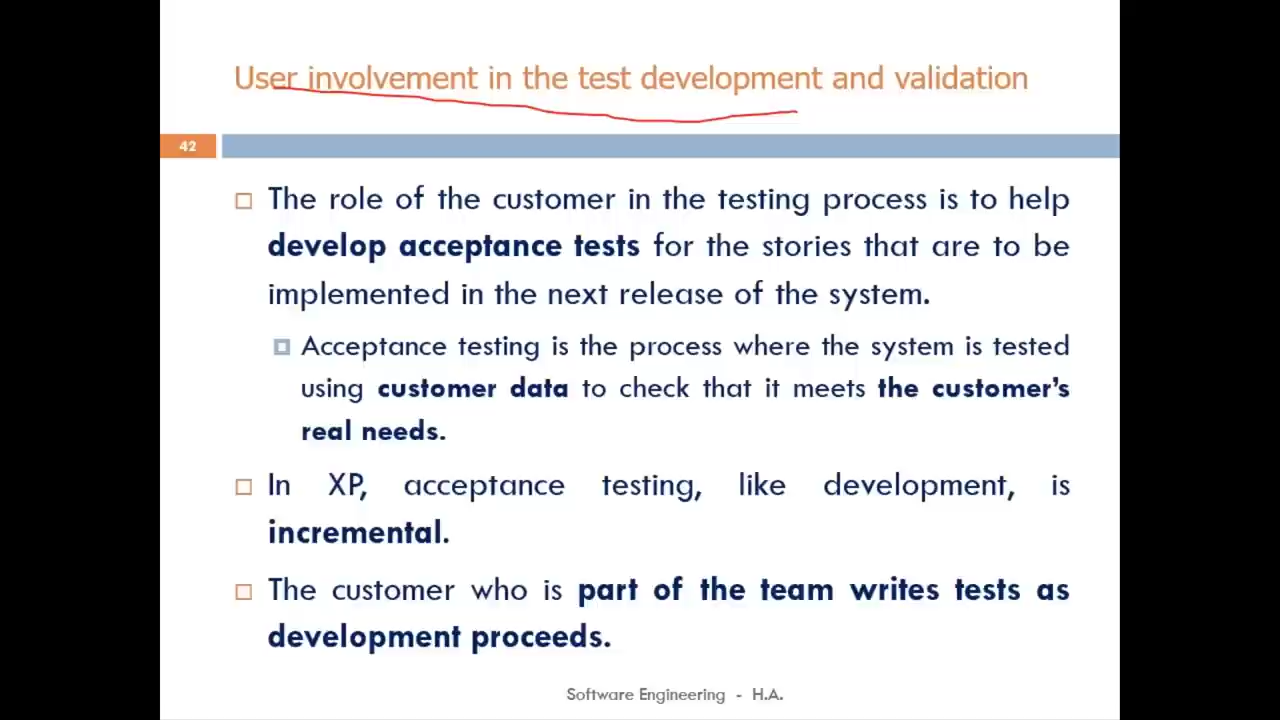 User involvement in the test development and validation
42
The role of the customer in the testing process is to help
develop acceptance tests for the stories that are to be
implemented in the next release of the system.
Acceptance testing is the process where the system is tested
using customer data to check that it meets the customer's
real needs.
In XP, acceptance testing, like development, is
incremental.
The customer who is part of the team writes tests as
development proceeds.
Software Engineering - H.A.